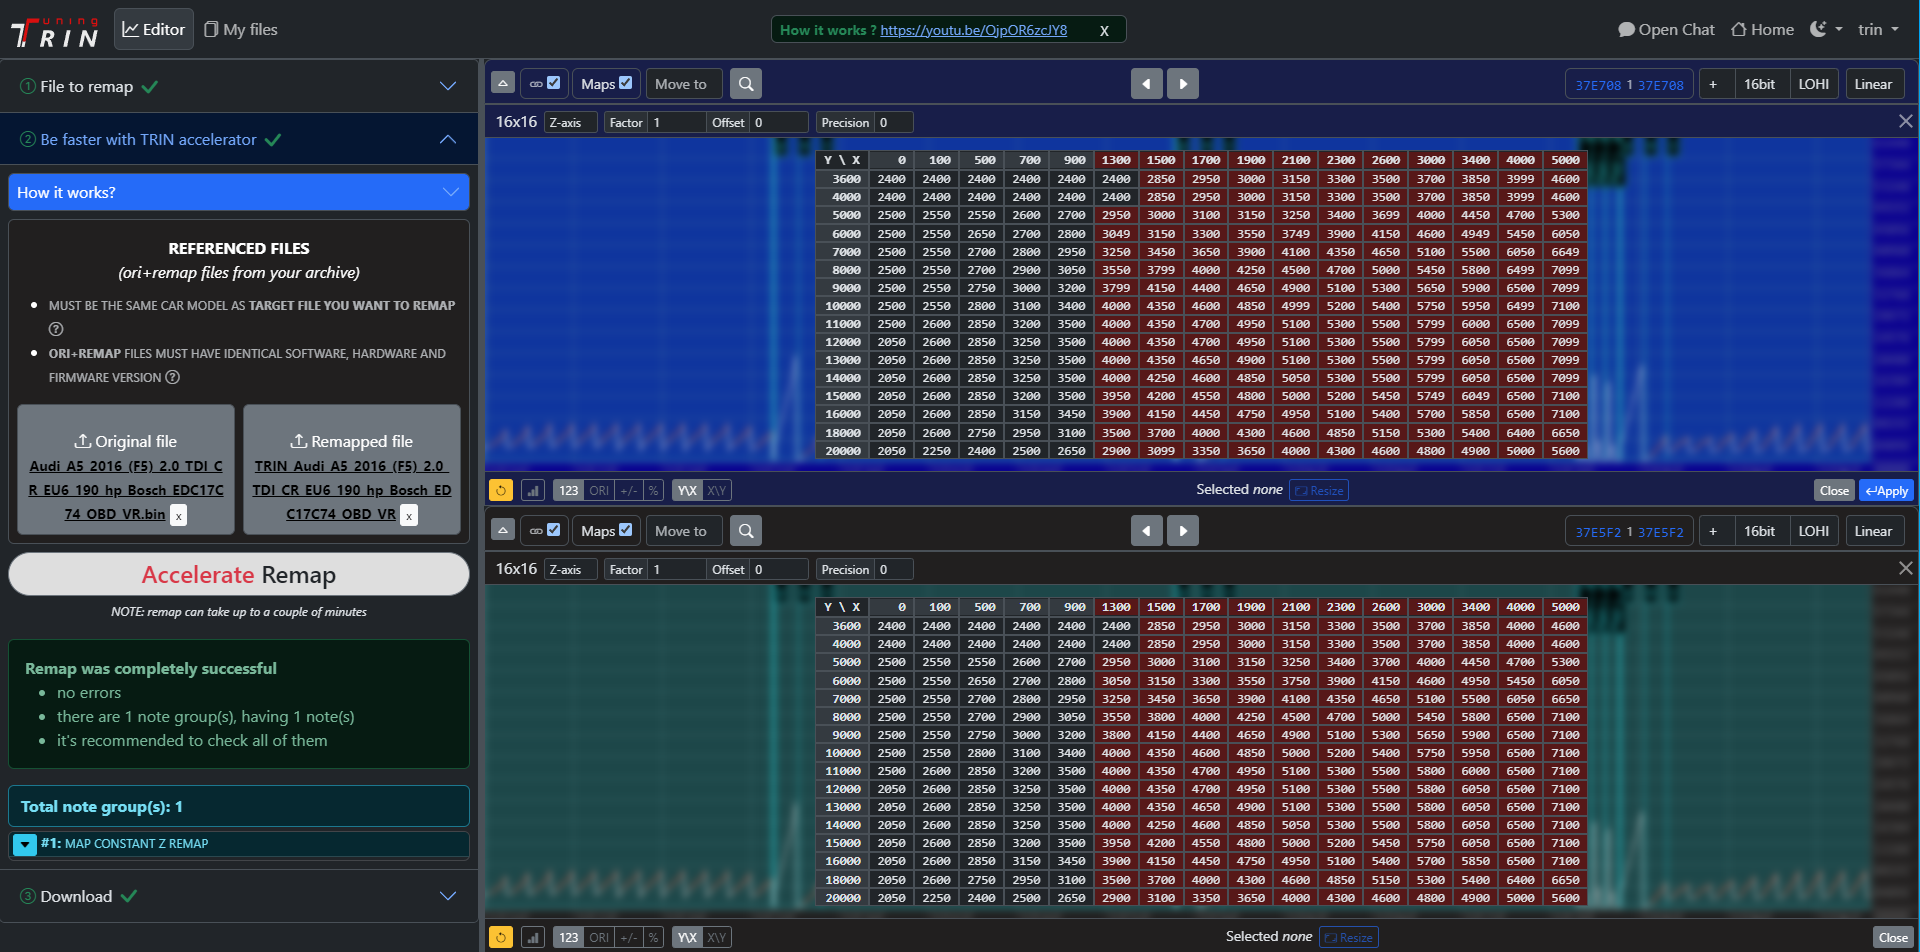 uning
TRIN
Editor
My files
How it works ? https://youtu.be/OjpOR6zcJY8 X
Open Chat
Home
trin
1 File to remap
2 Be faster with TRIN accelerator
How it works?
REFERENCED FILES
(ori+remap files from your archive)
MUST BE THE SAME CAR MODEL AS TARGET FILE YOU WANT TO REMAP
ORI+REMAP FILES MUST HAVE IDENTICAL SOFTWARE, HARDWARE AND
FIRMWARE VERSION
Original file
Audi_A5_2016_(F5)_2.0_TDI_C
R_EU6_190_hp_Bosch_EDC17C
74_OBD_VR.bin x
Remapped file
TRIN_Audi_A5_2016_(F5)_2.0_
TDI_CR_EU6_190_hp_Bosch_ED
C17C74_OBD_VR x
Accelerate Remap
NOTE: remap can take up to a couple of minutes
Remap was completely successful
no errors
there are 1 note group(s), having 1 note(s)
it's recommended to check all of them
Total note group(s): 1
#1: MAP CONSTANT Z REMAP
3 Download
Maps Move to 37E708 1 37E708 + 16bit LOHI Linear
16x16 Z-axis Factor 1 Offset 0 Precision 0
Y \ X 0 100 500 700 900 1300 1500 1700 1900 2100 2300 2600 3000 3400 4000 5000
3600 2400 2400 2400 2400 2400 2400 2850 2950 3000 3150 3300 3500 3700 3850 3999 4600
4000 2400 2400 2400 2400 2400 2400 2850 2950 3000 3150 3300 3500 3700 3850 3999 4600
5000 2500 2550 2550 2600 2700 2950 3000 3100 3150 3250 3400 3699 4000 4450 4700 5300
6000 2500 2550 2650 2700 2800 3049 3150 3300 3550 3749 3900 4150 4600 4949 5450 6050
7000 2500 2550 2700 2800 2950 3250 3450 3650 3900 4100 4350 4650 5100 5500 6050 6649
8000 2500 2550 2700 2900 3050 3550 3799 4000 4250 4500 4700 5000 5450 5800 6499 7099
9000 2500 2550 2750 3000 3200 3799 4150 4400 4650 4900 5100 5300 5650 5900 6500 7099
10000 2500 2550 2800 3100 3400 4000 4350 4600 4850 4999 5200 5400 5750 5950 6499 7100
11000 2500 2600 2850 3200 3500 4000 4350 4700 4950 5100 5300 5500 5799 6000 6500 7099
12000 2050 2600 2850 3250 3500 4000 4350 4700 4950 5100 5300 5500 5799 6050 6500 7099
13000 2050 2600 2850 3250 3500 4000 4350 4650 4900 5100 5300 5500 5799 6050 6500 7099
14000 2050 2600 2850 3250 3500 4000 4250 4600 4850 5050 5300 5500 5799 6050 6500 7099
15000 2050 2600 2850 3200 3500 3950 4200 4550 4800 5000 5200 5450 5749 6049 6500 7100
16000 2050 2600 2850 3150 3450 3900 4150 4450 4750 4950 5100 5400 5700 5850 6500 7100
18000 2050 2600 2750 2950 3100 3500 3700 4000 4300 4600 4850 5150 5300 5400 6400 6650
20000 2050 2250 2400 2500 2650 2900 3099 3350 3650 4000 4300 4600 4800 4900 5000 5600
123 ORI +/- % Y\X X\Y Selected none Resize Close Apply
Maps Move to 37E5F2 1 37E5F2 + 16bit LOHI Linear
16x16 Z-axis Factor 1 Offset 0 Precision 0
Y \ X 0 100 500 700 900 1300 1500 1700 1900 2100 2300 2600 3000 3400 4000 5000
3600 2400 2400 2400 2400 2400 2400 2850 2950 3000 3150 3300 3500 3700 3850 4000 4600
4000 2400 2400 2400 2400 2400 2400 2850 2950 3000 3150 3300 3500 3700 3850 4000 4600
5000 2500 2550 2550 2600 2700 2950 3000 3100 3150 3250 3400 3700 4000 4450 4700 5300
6000 2500 2550 2650 2700 2800 3050 3150 3300 3550 3750 3900 4150 4600 4950 5450 6050
7000 2500 2550 2700 2800 2950 3250 3450 3650 3900 4100 4350 4650 5100 5500 6050 6650
8000 2500 2550 2700 2900 3050 3550 3800 4000 4250 4500 4700 5000 5450 5800 6500 7100
9000 2500 2550 2750 3000 3200 3800 4150 4400 4650 4900 5100 5300 5650 5900 6500 7100
10000 2500 2550 2800 3100 3400 4000 4350 4600 4850 5000 5200 5400 5750 5950 6500 7100
11000 2500 2600 2850 3200 3500 4000 4350 4700 4950 5100 5300 5500 5800 6000 6500 7100
12000 2050 2600 2850 3250 3500 4000 4350 4700 4950 5100 5300 5500 5800 6050 6500 7100
13000 2050 2600 2850 3250 3500 4000 4350 4650 4900 5100 5300 5500 5800 6050 6500 7100
14000 2050 2600 2850 3250 3500 4000 4250 4600 4850 5050 5300 5500 5800 6050 6500 7100
15000 2050 2600 2850 3200 3500 3950 4200 4550 4800 5000 5200 5450 5750 6050 6500 7100
16000 2050 2600 2850 3150 3450 3900 4150 4450 4750 4950 5100 5400 5700 5850 6500 7100
18000 2050 2600 2750 2950 3100 3500 3700 4000 4300 4600 4850 5150 5300 5400 6400 6650
20000 2050 2250 2400 2500 2650 2900 3100 3350 3650 4000 4300 4600 4800 4900 5000 5600
123 ORI +/- % Y\X X\Y Selected none Resize Close